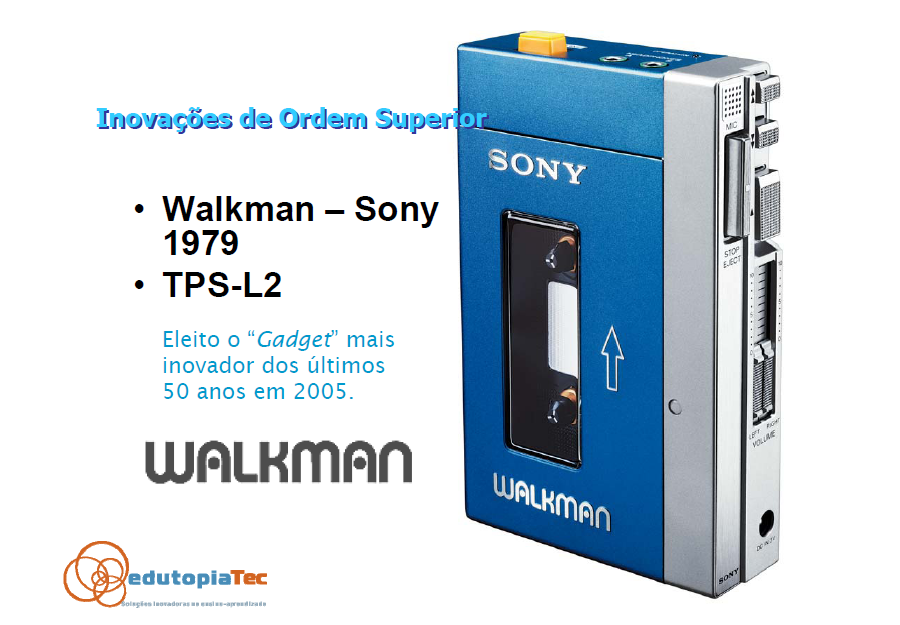 Inovações de Ordem Superior
• Walkman – Sony
1979
• TPS-L2
Eleito o “Gadget” mais
inovador dos últimos
50 anos em 2005.
WALKMAN
edutopiaTec
Soluções inovadoras no ensino-aprendizado
SONY
WALKMAN
MIC
STOP
EJECT
LEFT RIGHT
VOLUME
DC IN 3V
SONY